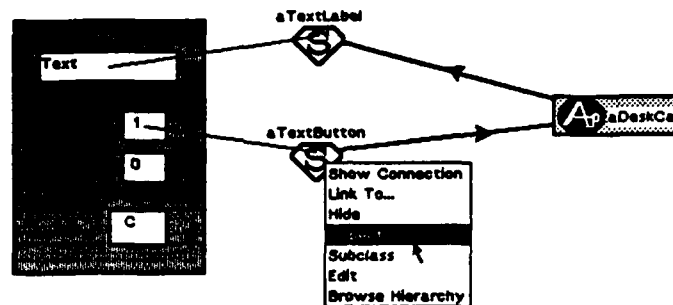 aTextLabel
Text
1
aTextButton
0
C
Show Connection
Link To...
Hide
Subclass
Edit
Browse Hierarchy
aDeskCa